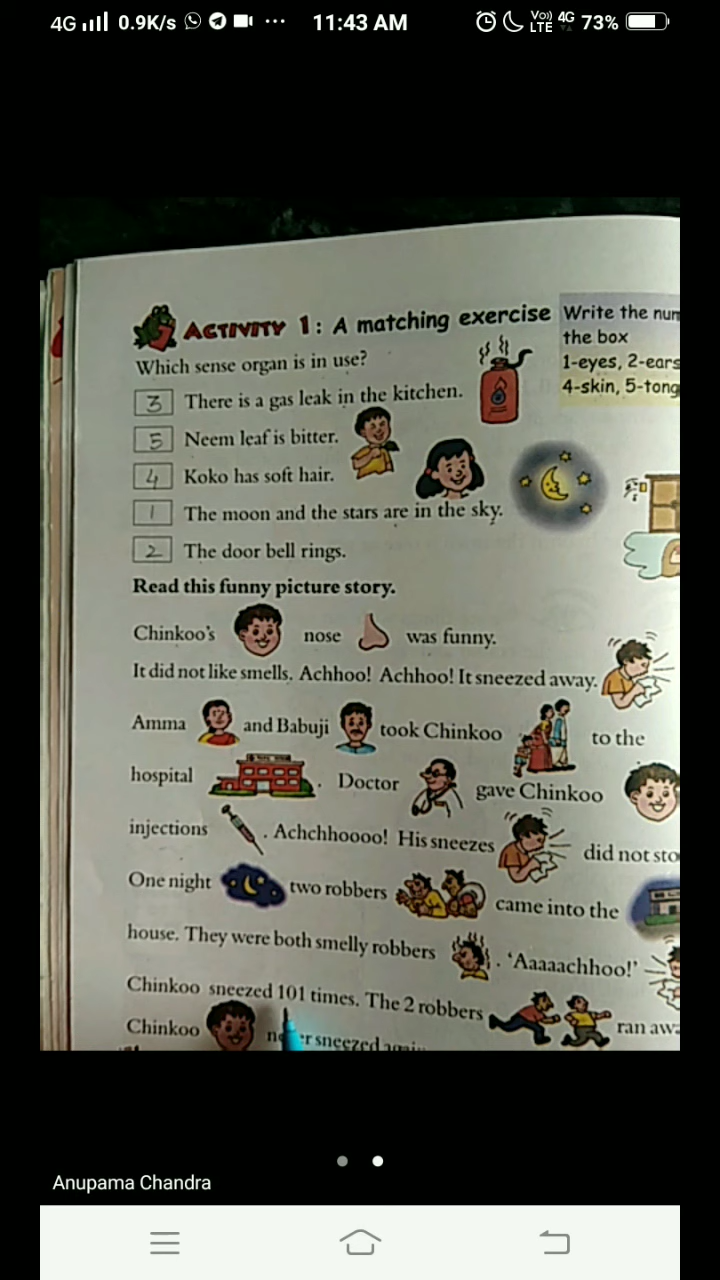 4G 0.9K/s ... 11:43 AM Vo) LTE 4G 73%
ACTIVITY 1: A matching exercise
Write the num
the box
1-eyes, 2-ears
4-skin, 5-tong
Which sense organ is in use?
3 There is a gas leak in the kitchen.
5 Neem leaf is bitter.
4 Koko has soft hair.
1 The moon and the stars are in the sky.
2 The door bell rings.
Read this funny picture story.
Chinkoo's nose was funny.
It did not like smells. Achhoo! Achhoo! It sneezed away.
Amma and Babuji took Chinkoo to the
hospital . Doctor gave Chinkoo
injections . Achchhoooo! His sneezes did not sto
One night two robbers came into the
house. They were both smelly robbers . 'Aaaaachhoo!'
Chinkoo sneezed 101 times. The 2 robbers ran awa
Chinkoo sneezed
Anupama Chandra